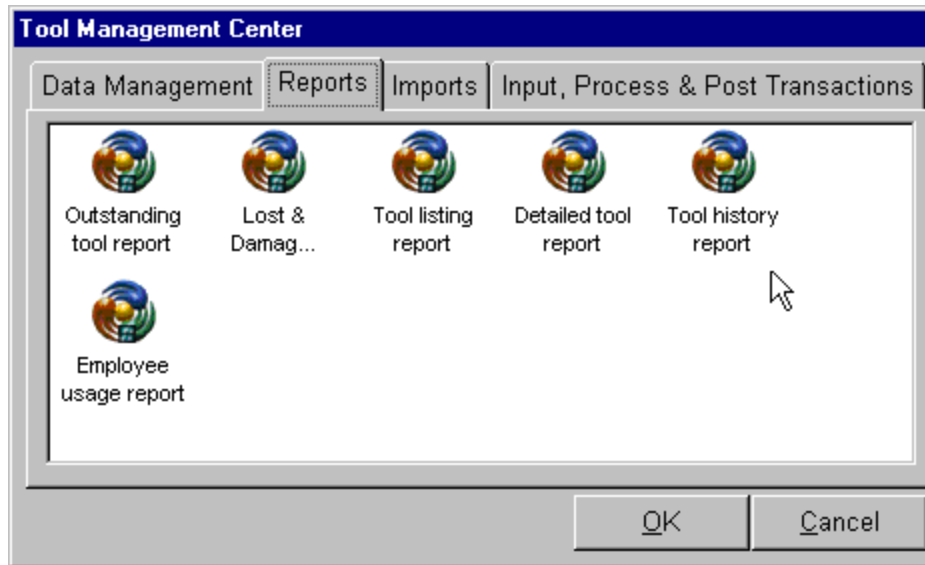 Tool Management Center
Data Management Reports Imports Input, Process & Post Transactions
Outstanding tool report
Lost & Damag...
Tool listing report
Detailed tool report
Tool history report
Employee usage report
OK Cancel